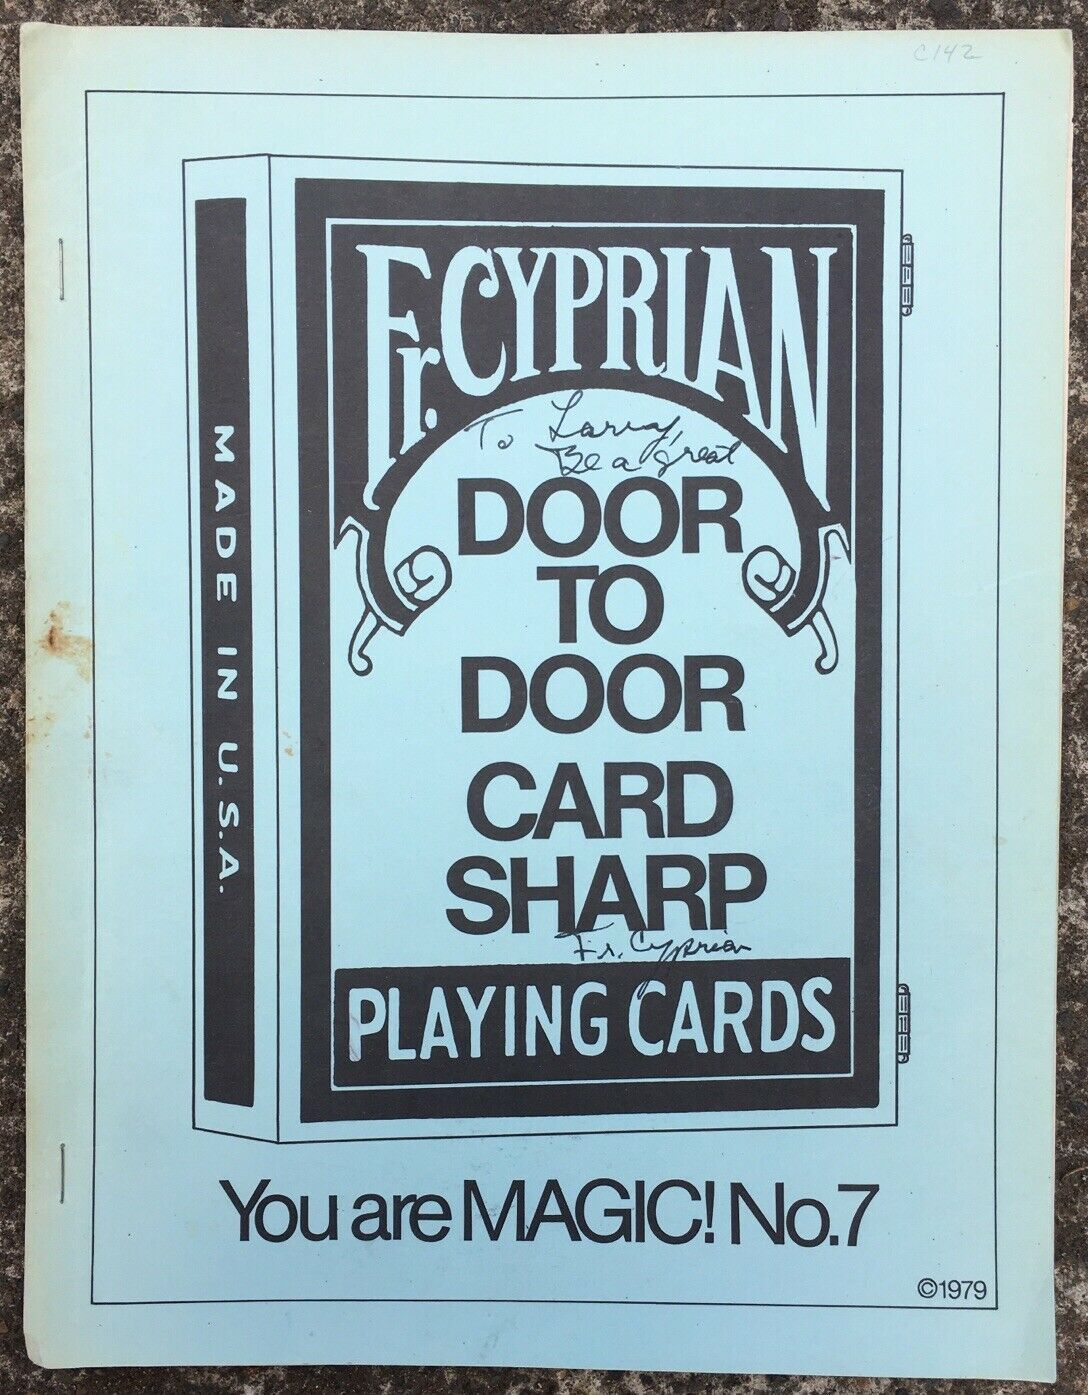 C142
Fr. CYPRIAN
To Larry,
Be a great
DOOR
TO
DOOR
CARD
SHARP
Fr. Cyprian
PLAYING CARDS
MADE IN U.S.A.
You are MAGIC! No.7
©1979